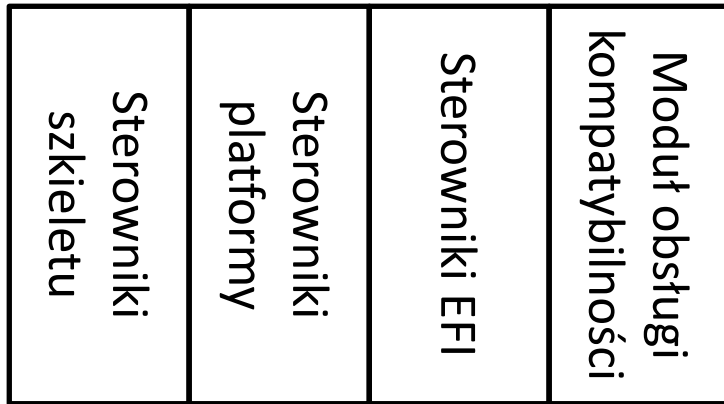 Sterowniki
szkieletu
Sterowniki
platformy
Sterowniki EFI
Moduł obsługi
kompatybilności